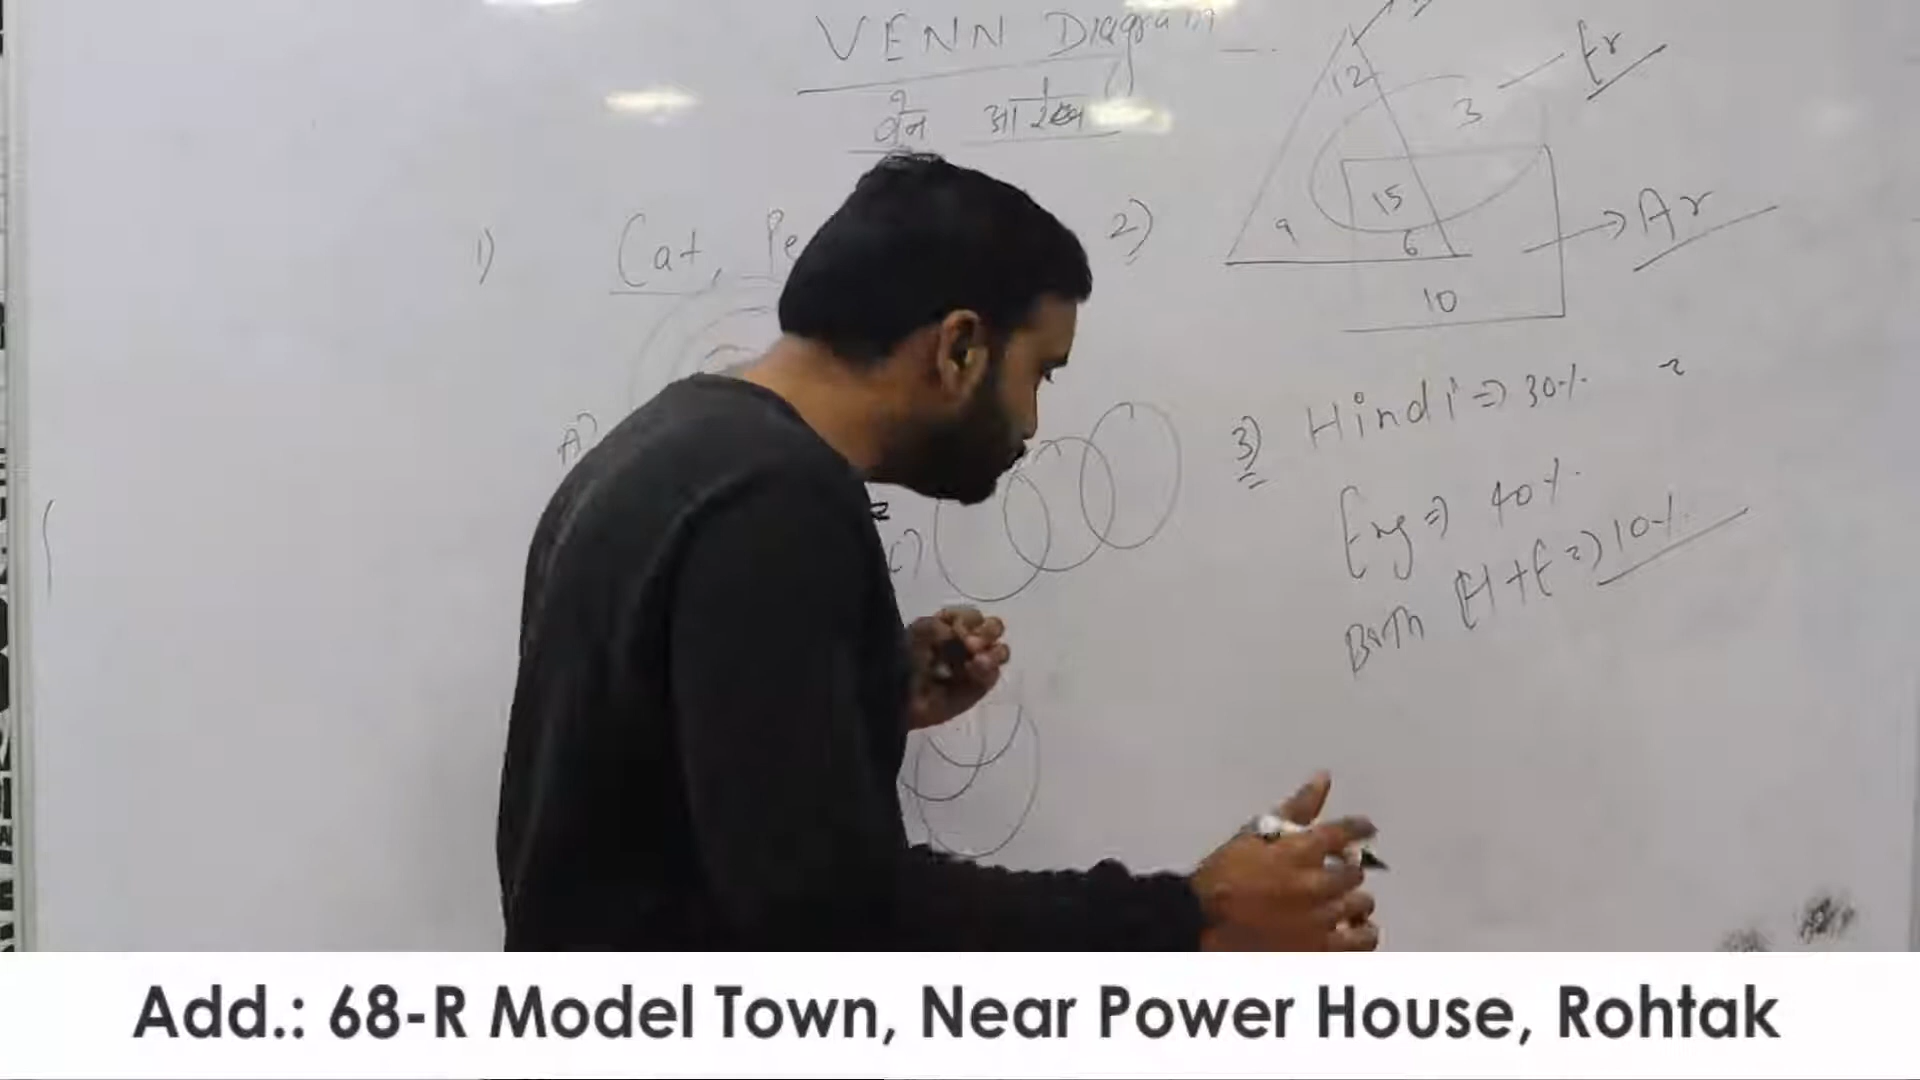 VENN Diagram
वेन आरेख
1) Cat, Pe
A)
C)
2)
12
3
Er
15
9
6
Ar
10
3) Hindi => 30%
Eng => 40%
Both H+E => 10%
Add.: 68-R Model Town, Near Power House, Rohtak